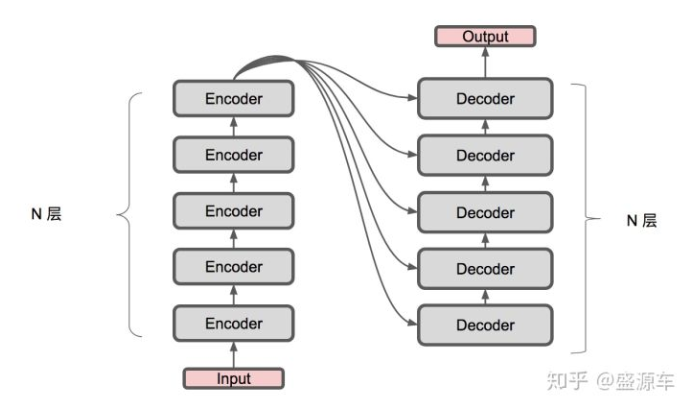 Output
Encoder
Decoder
Encoder
Decoder
N 层
Encoder
Decoder
N 层
Encoder
Decoder
Encoder
Decoder
Input
知乎 @盛源车